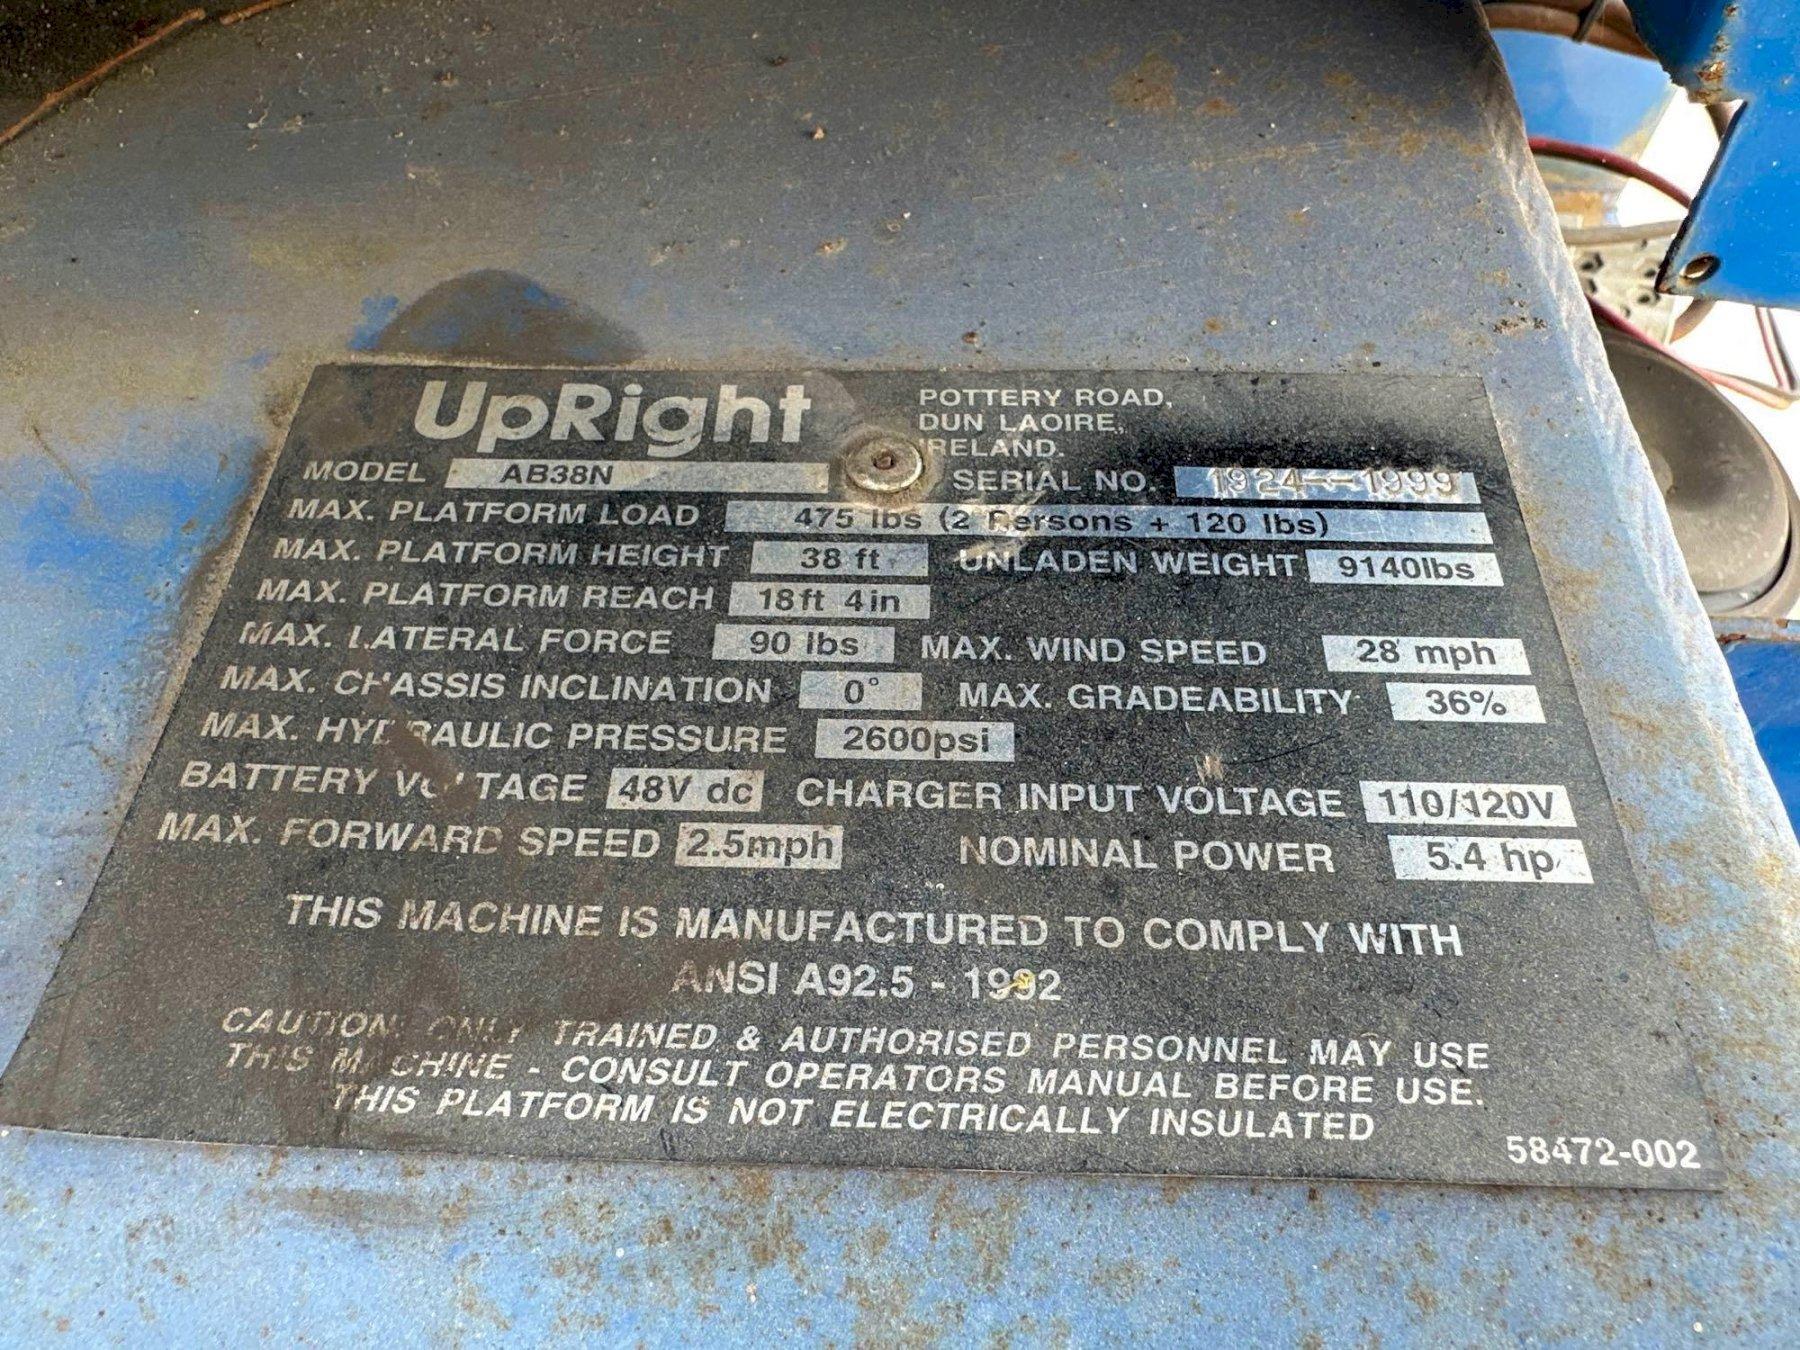 UpRight
POTTERY ROAD,
DUN LAOIRE,
IRELAND.
MODEL AB38N SERIAL NO. 1924 - 1999
MAX. PLATFORM LOAD 475 lbs (2 Persons + 120 lbs)
MAX. PLATFORM HEIGHT 38 ft UNLADEN WEIGHT 9140lbs
MAX. PLATFORM REACH 18ft 4in
MAX. LATERAL FORCE 90 lbs MAX. WIND SPEED 28 mph
MAX. CHASSIS INCLINATION 0° MAX. GRADEABILITY 36%
MAX. HYDRAULIC PRESSURE 2600psi
BATTERY VOLTAGE 48V dc CHARGER INPUT VOLTAGE 110/120V
MAX. FORWARD SPEED 2.5mph NOMINAL POWER 5.4 hp
THIS MACHINE IS MANUFACTURED TO COMPLY WITH
ANSI A92.5 - 1992
CAUTION: ONLY TRAINED & AUTHORISED PERSONNEL MAY USE
THIS MACHINE - CONSULT OPERATORS MANUAL BEFORE USE.
THIS PLATFORM IS NOT ELECTRICALLY INSULATED
58472-002